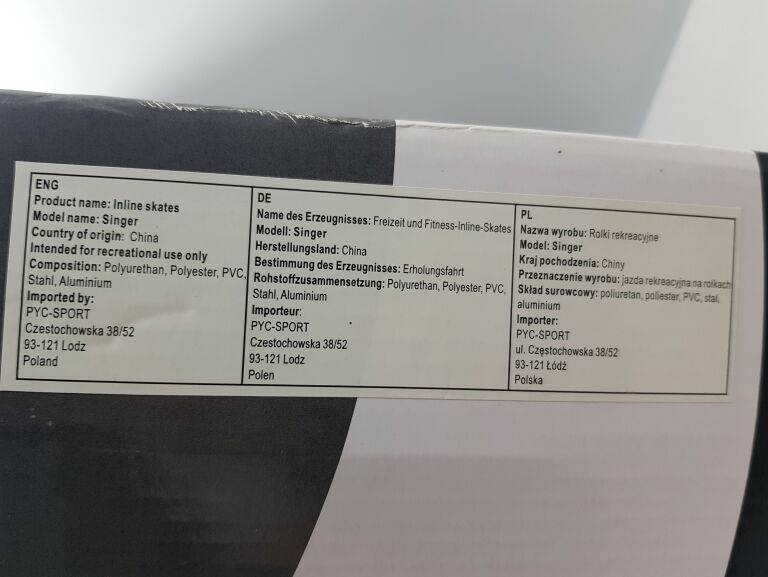 ENG
Product name: Inline skates
Model name: Singer
Country of origin: China
Intended for recreational use only
Composition: Polyurethan, Polyester, PVC,
Stahl, Aluminium
Imported by:
PYC-SPORT
Czestochowska 38/52
93-121 Lodz
Poland
DE
Name des Erzeugnisses: Freizeit und Fitness-Inline-Skates
Modell: Singer
Herstellungsland: China
Bestimmung des Erzeugnisses: Erholungsfahrt
Rohstoffzusammensetzung: Polyurethan, Polyester, PVC,
Stahl, Aluminium
Importeur:
PYC-SPORT
Czestochowska 38/52
93-121 Lodz
Polen
PL
Nazwa wyrobu: Rolki rekreacyjne
Model: Singer
Kraj pochodzenia: Chiny
Przeznaczenie wyrobu: jazda rekreacyjna na rolkach
Skład surowcowy: poliuretan, poliester, PVC, stal,
aluminium
Importer:
PYC-SPORT
ul. Częstochowska 38/52
93-121 Łódź
Polska